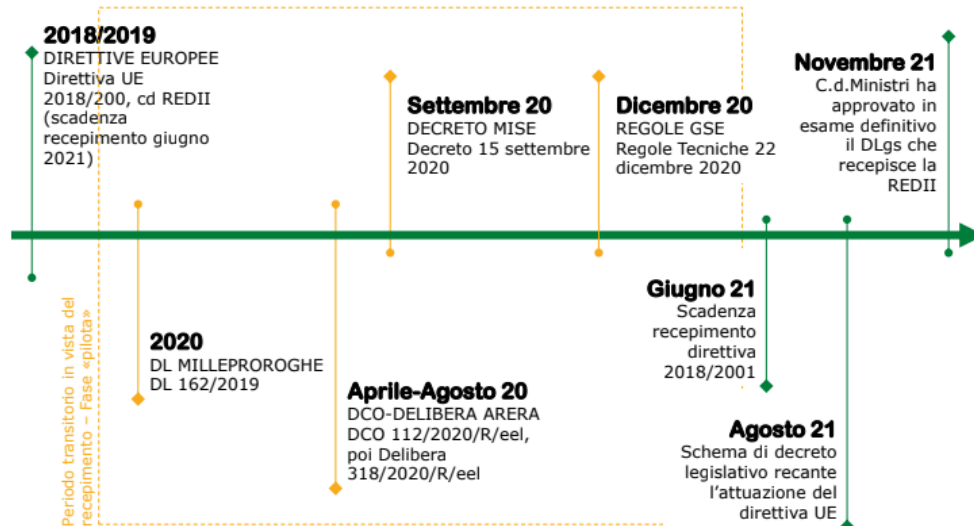 2018/2019
DIRETTIVE EUROPEE
Direttiva UE
2018/200, cd REDII
(scadenza
recepimento giugno
2021)
Settembre 20
DECRETO MISE
Decreto 15 settembre
2020
Dicembre 20
REGOLE GSE
Regole Tecniche 22
dicembre 2020
Novembre 21
C.d.Ministri ha
approvato in
esame definitivo
il DLgs che
recepisce la
REDII
Periodo transitorio in vista del
recepimento – Fase «pilota»
2020
DL MILLEPROROGHE
DL 162/2019
Aprile-Agosto 20
DCO-DELIBERA ARERA
DCO 112/2020/R/eel,
poi Delibera
318/2020/R/eel
Giugno 21
Scadenza
recepimento
direttiva
2018/2001
Agosto 21
Schema di decreto
legislativo recante
l'attuazione del
direttiva UE